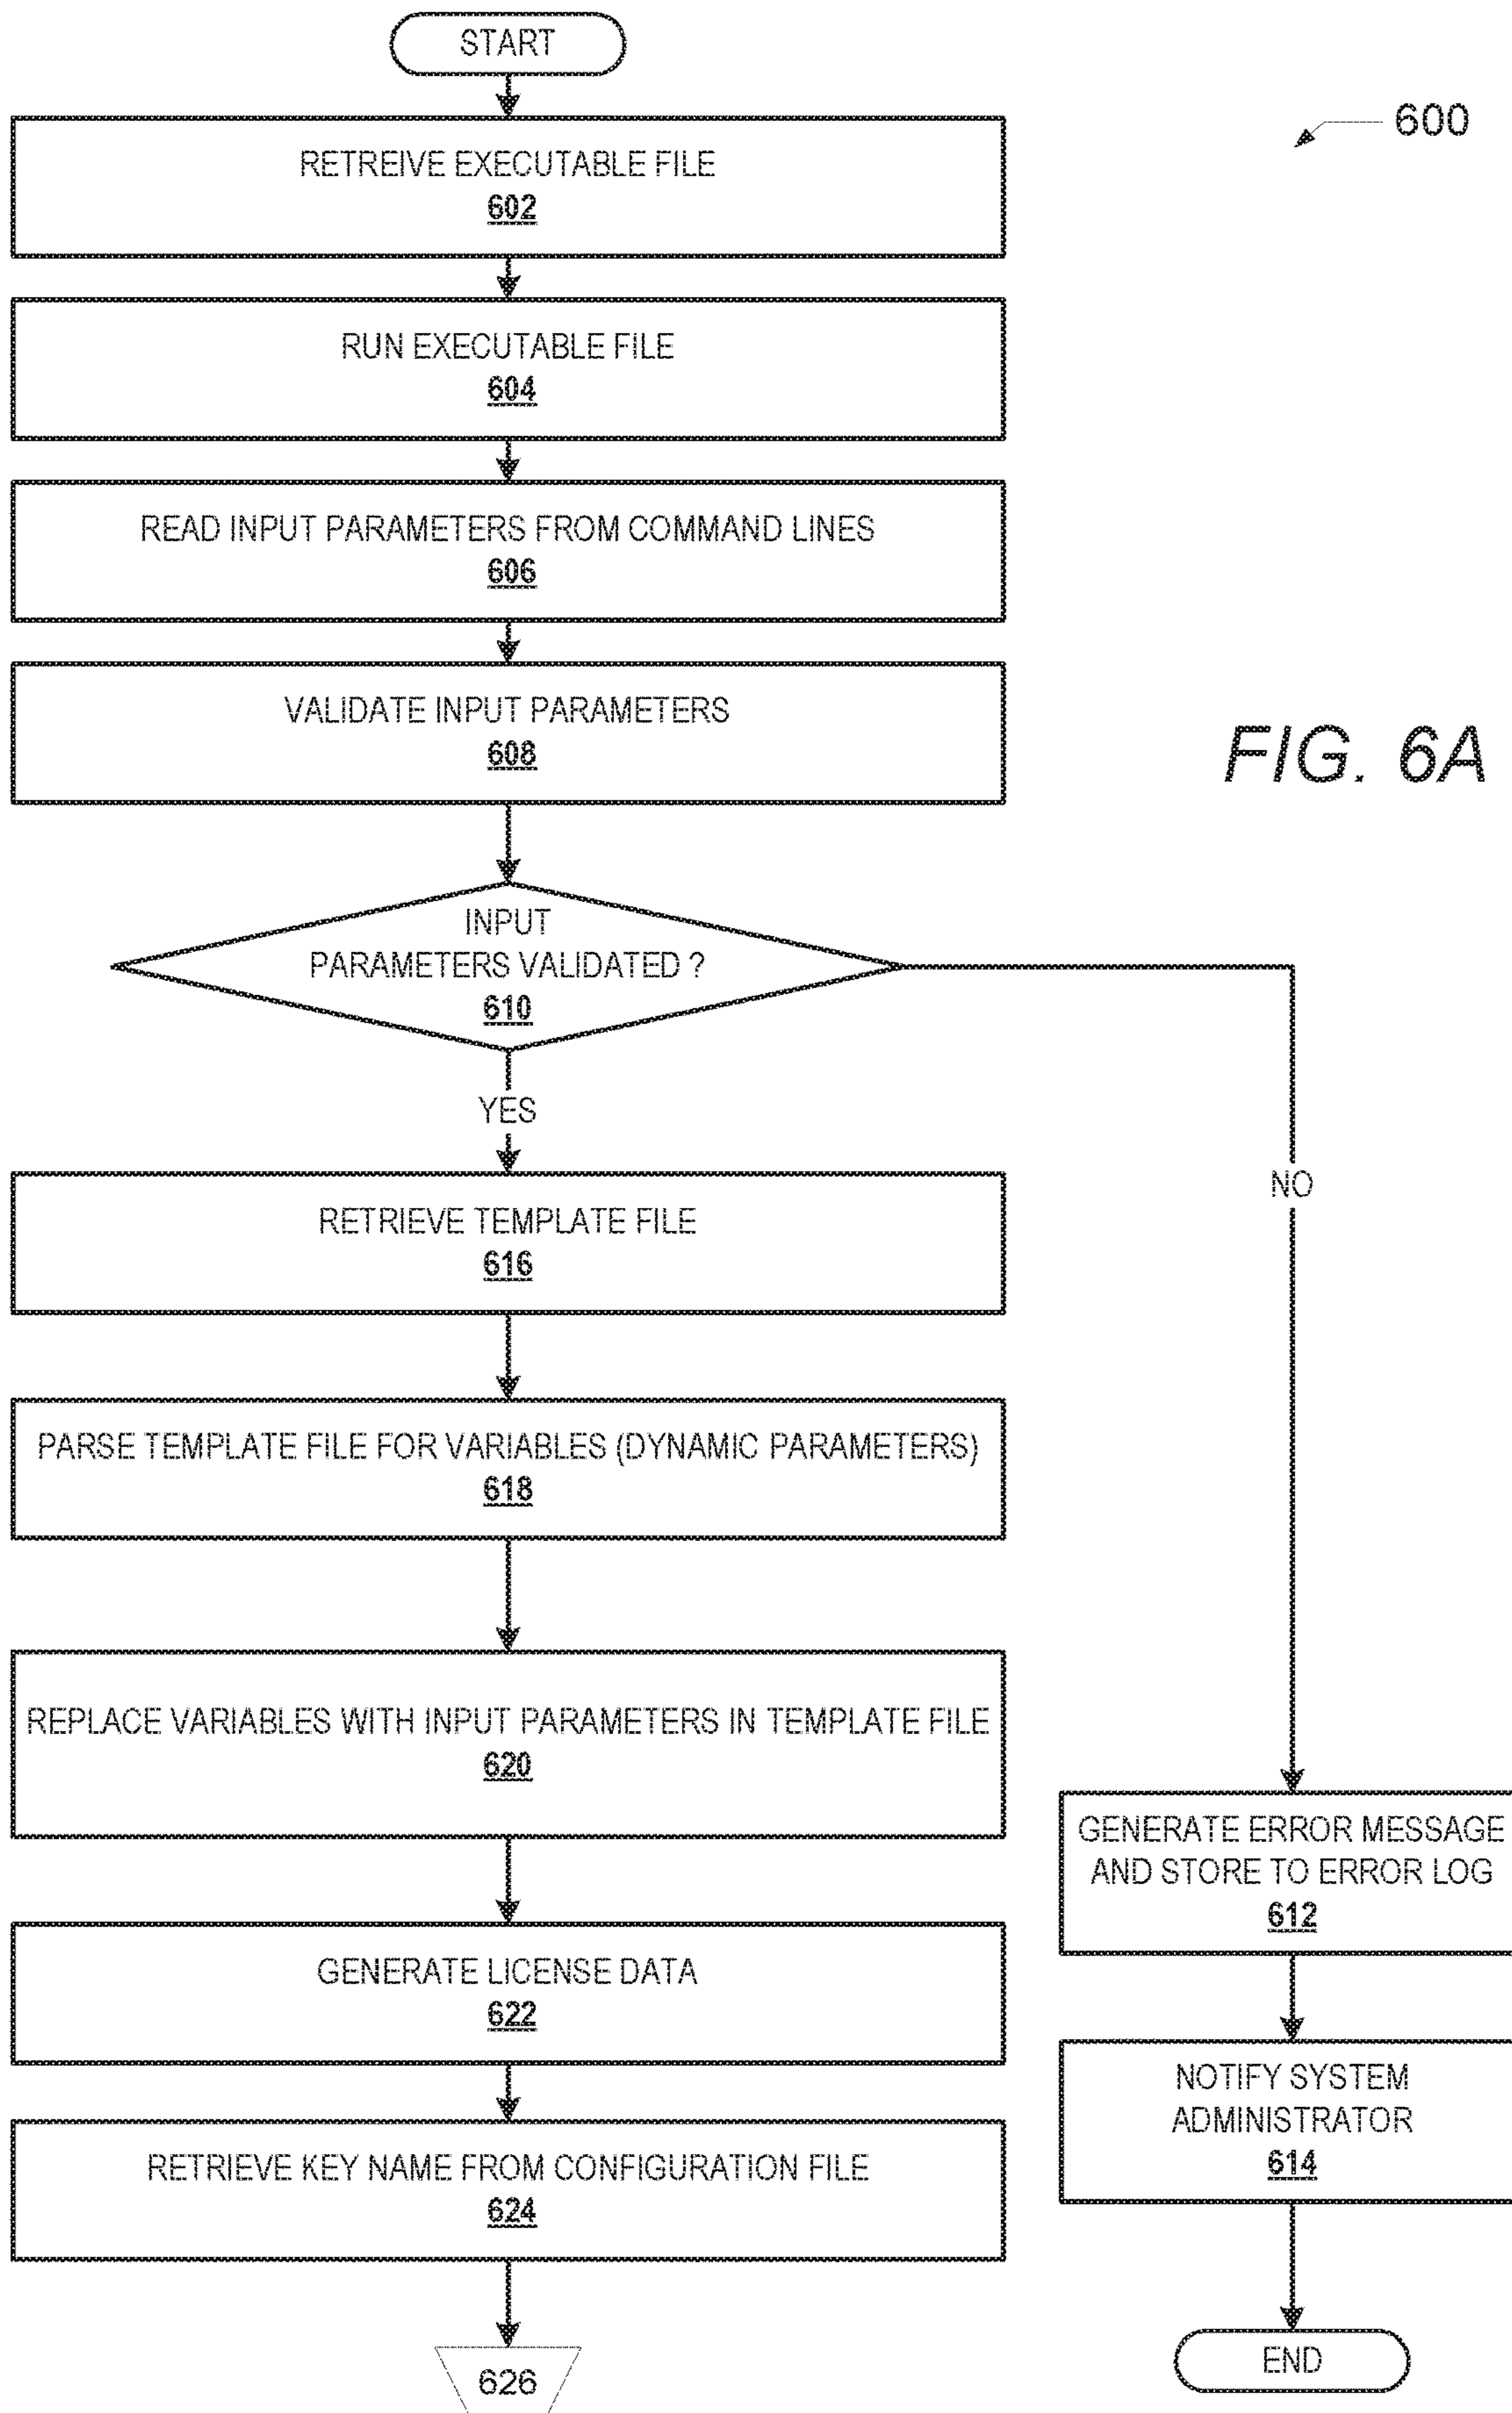 START
600
RETREIVE EXECUTABLE FILE
602
RUN EXECUTABLE FILE
604
READ INPUT PARAMETERS FROM COMMAND LINES
606
VALIDATE INPUT PARAMETERS
608
FIG. 6A
INPUT
PARAMETERS VALIDATED ?
610
YES
NO
RETRIEVE TEMPLATE FILE
616
PARSE TEMPLATE FILE FOR VARIABLES (DYNAMIC PARAMETERS)
618
REPLACE VARIABLES WITH INPUT PARAMETERS IN TEMPLATE FILE
620
GENERATE ERROR MESSAGE
AND STORE TO ERROR LOG
612
GENERATE LICENSE DATA
622
NOTIFY SYSTEM
ADMINISTRATOR
614
RETRIEVE KEY NAME FROM CONFIGURATION FILE
624
END
626